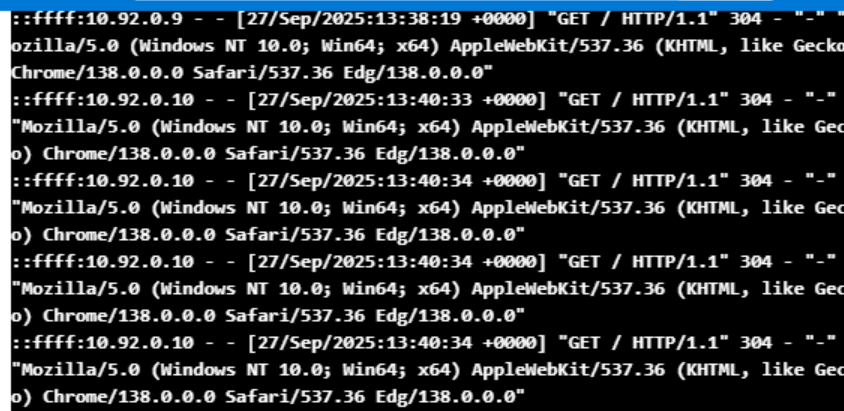 ::ffff:10.92.0.9 - - [27/Sep/2025:13:38:19 +0000] "GET / HTTP/1.1" 304 - "-" "
ozilla/5.0 (Windows NT 10.0; Win64; x64) AppleWebKit/537.36 (KHTML, like Gecko
Chrome/138.0.0.0 Safari/537.36 Edg/138.0.0.0"
::ffff:10.92.0.10 - - [27/Sep/2025:13:40:33 +0000] "GET / HTTP/1.1" 304 - "-"
"Mozilla/5.0 (Windows NT 10.0; Win64; x64) AppleWebKit/537.36 (KHTML, like Gec
o) Chrome/138.0.0.0 Safari/537.36 Edg/138.0.0.0"
::ffff:10.92.0.10 - - [27/Sep/2025:13:40:34 +0000] "GET / HTTP/1.1" 304 - "-"
"Mozilla/5.0 (Windows NT 10.0; Win64; x64) AppleWebKit/537.36 (KHTML, like Gec
o) Chrome/138.0.0.0 Safari/537.36 Edg/138.0.0.0"
::ffff:10.92.0.10 - - [27/Sep/2025:13:40:34 +0000] "GET / HTTP/1.1" 304 - "-"
"Mozilla/5.0 (Windows NT 10.0; Win64; x64) AppleWebKit/537.36 (KHTML, like Gec
o) Chrome/138.0.0.0 Safari/537.36 Edg/138.0.0.0"
::ffff:10.92.0.10 - - [27/Sep/2025:13:40:34 +0000] "GET / HTTP/1.1" 304 - "-"
"Mozilla/5.0 (Windows NT 10.0; Win64; x64) AppleWebKit/537.36 (KHTML, like Gec
o) Chrome/138.0.0.0 Safari/537.36 Edg/138.0.0.0"